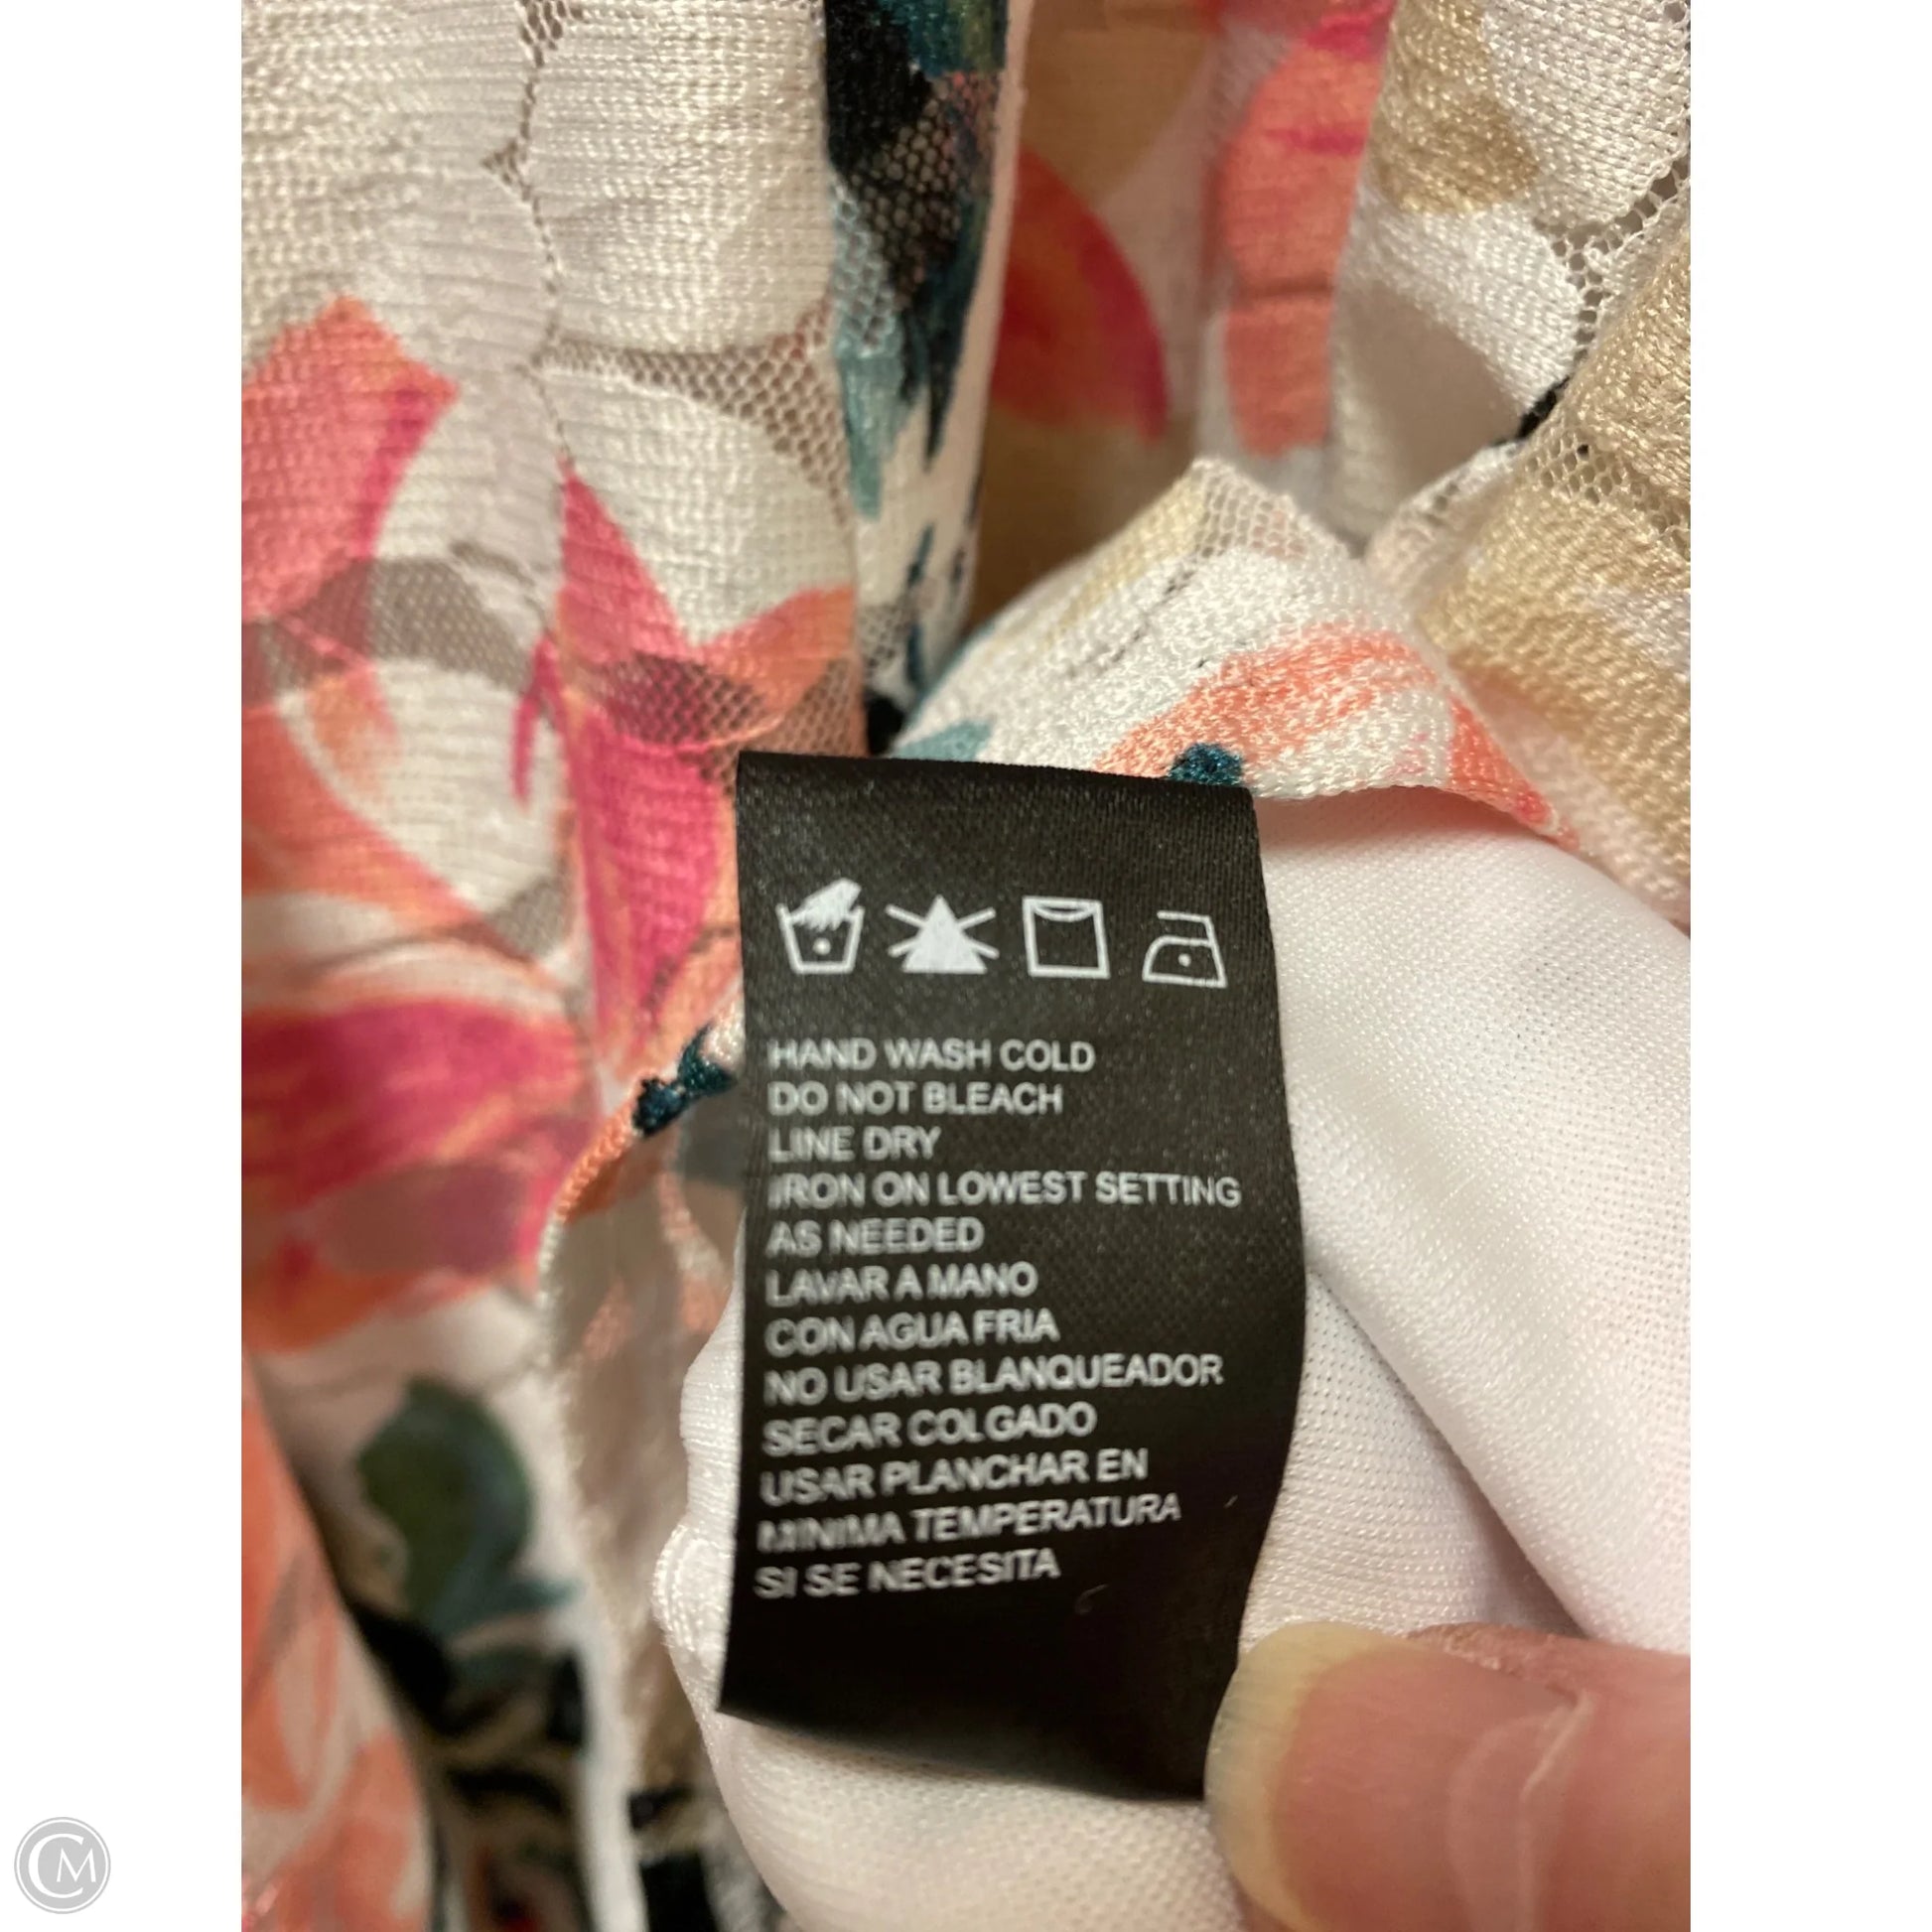 HAND WASH COLD
DO NOT BLEACH
LINE DRY
IRON ON LOWEST SETTING
AS NEEDED
LAVAR A MANO
CON AGUA FRIA
NO USAR BLANQUEADOR
SECAR COLGADO
USAR PLANCHAR EN
MINIMA TEMPERATURA
SI SE NECESITA
CM